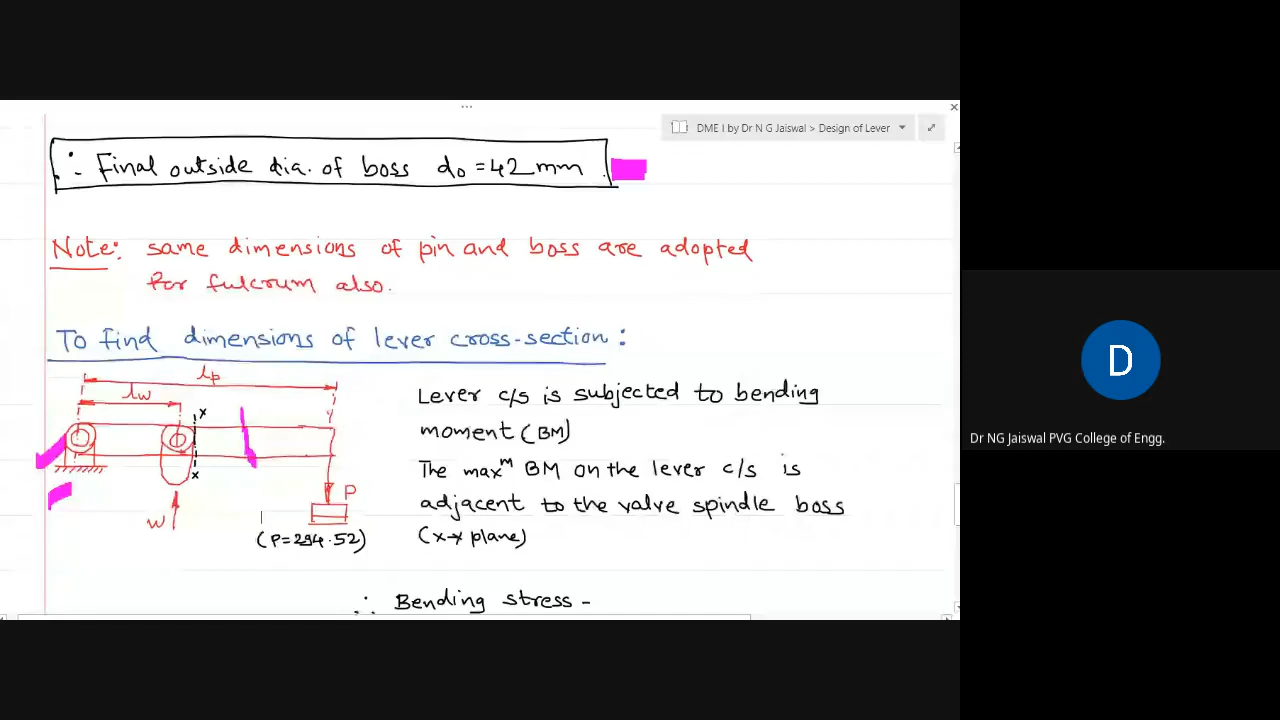 DME I by Dr N G Jaiswal > Design of Lever
∴ Final outside dia. of boss do = 42 mm
Note: same dimensions of pin and boss are adopted
for fulcrum also.
To find dimensions of lever cross-section:
lp
lw
x
x
P
W
(P=294.52)
Lever c/s is subjected to bending
moment (BM)
The maxᵐ BM on the lever c/s is
adjacent to the valve spindle boss
(x-x plane)
∴ Bending stress -
D
Dr NG Jaiswal PVG College of Engg.